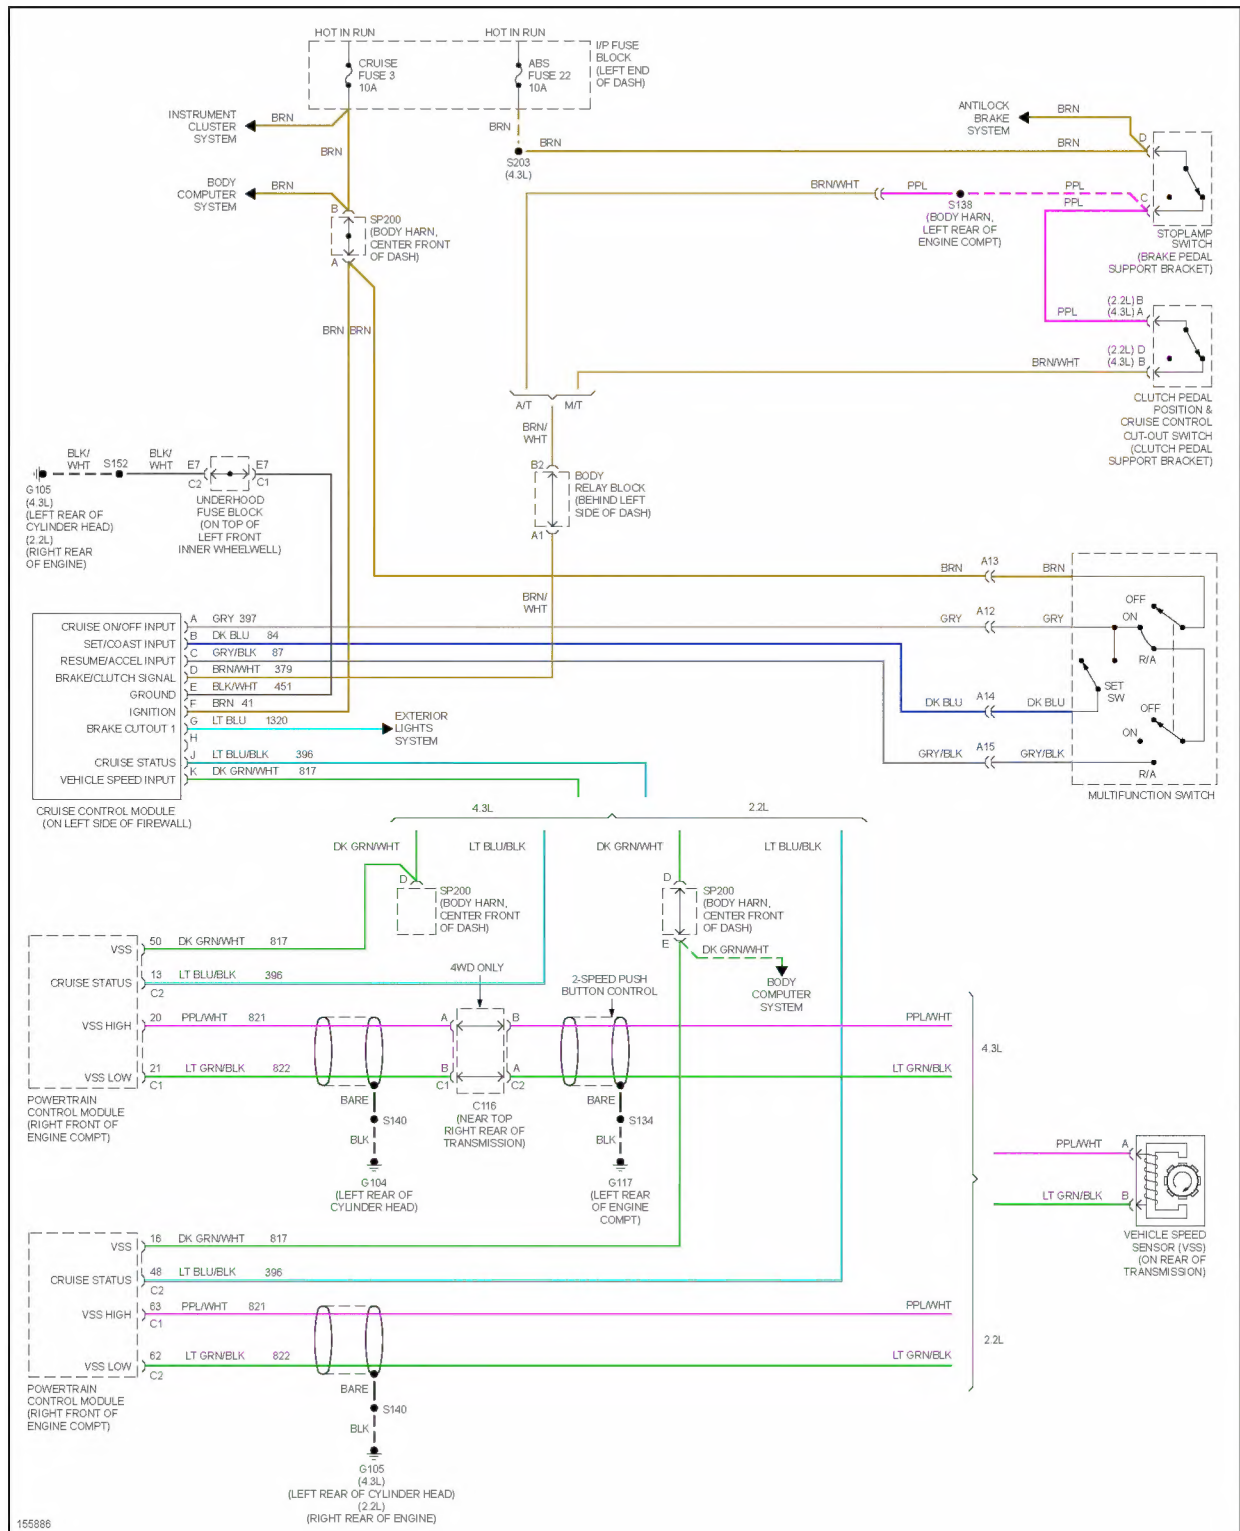 HOT IN RUN
HOT IN RUN
CRUISE
FUSE 3
10A
ABS
FUSE 22
10A
I/P FUSE
BLOCK
(LEFT END
OF DASH)
INSTRUMENT
CLUSTER
SYSTEM
BRN
BRN
BRN
S203
(4.3L)
BRN
ANTILOCK
BRAKE
SYSTEM
BRN
BRN
D
BODY
COMPUTER
SYSTEM
BRN
B
SP200
(BODY HARN,
CENTER FRONT
OF DASH)
A
BRN/WHT
PPL
S138
(BODY HARN,
LEFT REAR OF
ENGINE COMPT)
PPL
PPL
C
STOPLAMP
SWITCH
(BRAKE PEDAL
SUPPORT BRACKET)
BRN
BRN
PPL
(2.2L) B
(4.3L) A
(2.2L) D
(4.3L) B
BRN/WHT
CLUTCH PEDAL
POSITION &
CRUISE CONTROL
CUT-OUT SWITCH
(CLUTCH PEDAL
SUPPORT BRACKET)
A/T
M/T
BRN/
WHT
B2
BODY
RELAY BLOCK
(BEHIND LEFT
SIDE OF DASH)
A1
BRN/
WHT
BLK/
WHT
S152
BLK/
WHT
E7
C2
E7
C1
G105
(4.3L)
(LEFT REAR OF
CYLINDER HEAD)
(2.2L)
(RIGHT REAR
OF ENGINE)
UNDERHOOD
FUSE BLOCK
(ON TOP OF
LEFT FRONT
INNER WHEELWELL)
BRN
A13
BRN
GRY
A12
GRY
DK BLU
A14
DK BLU
GRY/BLK
A15
GRY/BLK
OFF
ON
R/A
SET
SW
OFF
ON
R/A
MULTIFUNCTION SWITCH
CRUISE ON/OFF INPUT
A
GRY 397
SET/COAST INPUT
B
DK BLU 84
RESUME/ACCEL INPUT
C
GRY/BLK 87
BRAKE/CLUTCH SIGNAL
D
BRN/WHT 379
GROUND
E
BLK/WHT 451
IGNITION
F
BRN 41
BRAKE CUTOUT 1
G
LT BLU 1320
H
EXTERIOR
LIGHTS
SYSTEM
CRUISE STATUS
J
LT BLU/BLK 396
VEHICLE SPEED INPUT
K
DK GRN/WHT 817
CRUISE CONTROL MODULE
(ON LEFT SIDE OF FIREWALL)
4.3L
2.2L
DK GRN/WHT
LT BLU/BLK
DK GRN/WHT
LT BLU/BLK
D
SP200
(BODY HARN,
CENTER FRONT
OF DASH)
D
SP200
(BODY HARN,
CENTER FRONT
OF DASH)
E
DK GRN/WHT
BODY
COMPUTER
SYSTEM
VSS
50
DK GRN/WHT 817
CRUISE STATUS
13
LT BLU/BLK 396
C2
VSS HIGH
20
PPL/WHT 821
VSS LOW
21
LT GRN/BLK 822
C1
POWERTRAIN
CONTROL MODULE
(RIGHT FRONT OF
ENGINE COMPT)
4WD ONLY
2-SPEED PUSH
BUTTON CONTROL
A
B
B
C1
A
C2
C116
(NEAR TOP
RIGHT REAR OF
TRANSMISSION)
BARE
S140
BLK
G104
(LEFT REAR OF
CYLINDER HEAD)
BARE
S134
BLK
G117
(LEFT REAR
OF ENGINE
COMPT)
PPL/WHT
LT GRN/BLK
4.3L
PPL/WHT
A
LT GRN/BLK
B
VEHICLE SPEED
SENSOR (VSS)
(ON REAR OF
TRANSMISSION)
VSS
16
DK GRN/WHT 817
CRUISE STATUS
48
LT BLU/BLK 396
C2
VSS HIGH
63
PPL/WHT 821
C1
VSS LOW
62
LT GRN/BLK 822
C2
PPL/WHT
LT GRN/BLK
2.2L
POWERTRAIN
CONTROL MODULE
(RIGHT FRONT OF
ENGINE COMPT)
BARE
S140
BLK
G105
(4.3L)
(LEFT REAR OF CYLINDER HEAD)
(2.2L)
(RIGHT REAR OF ENGINE)
155886